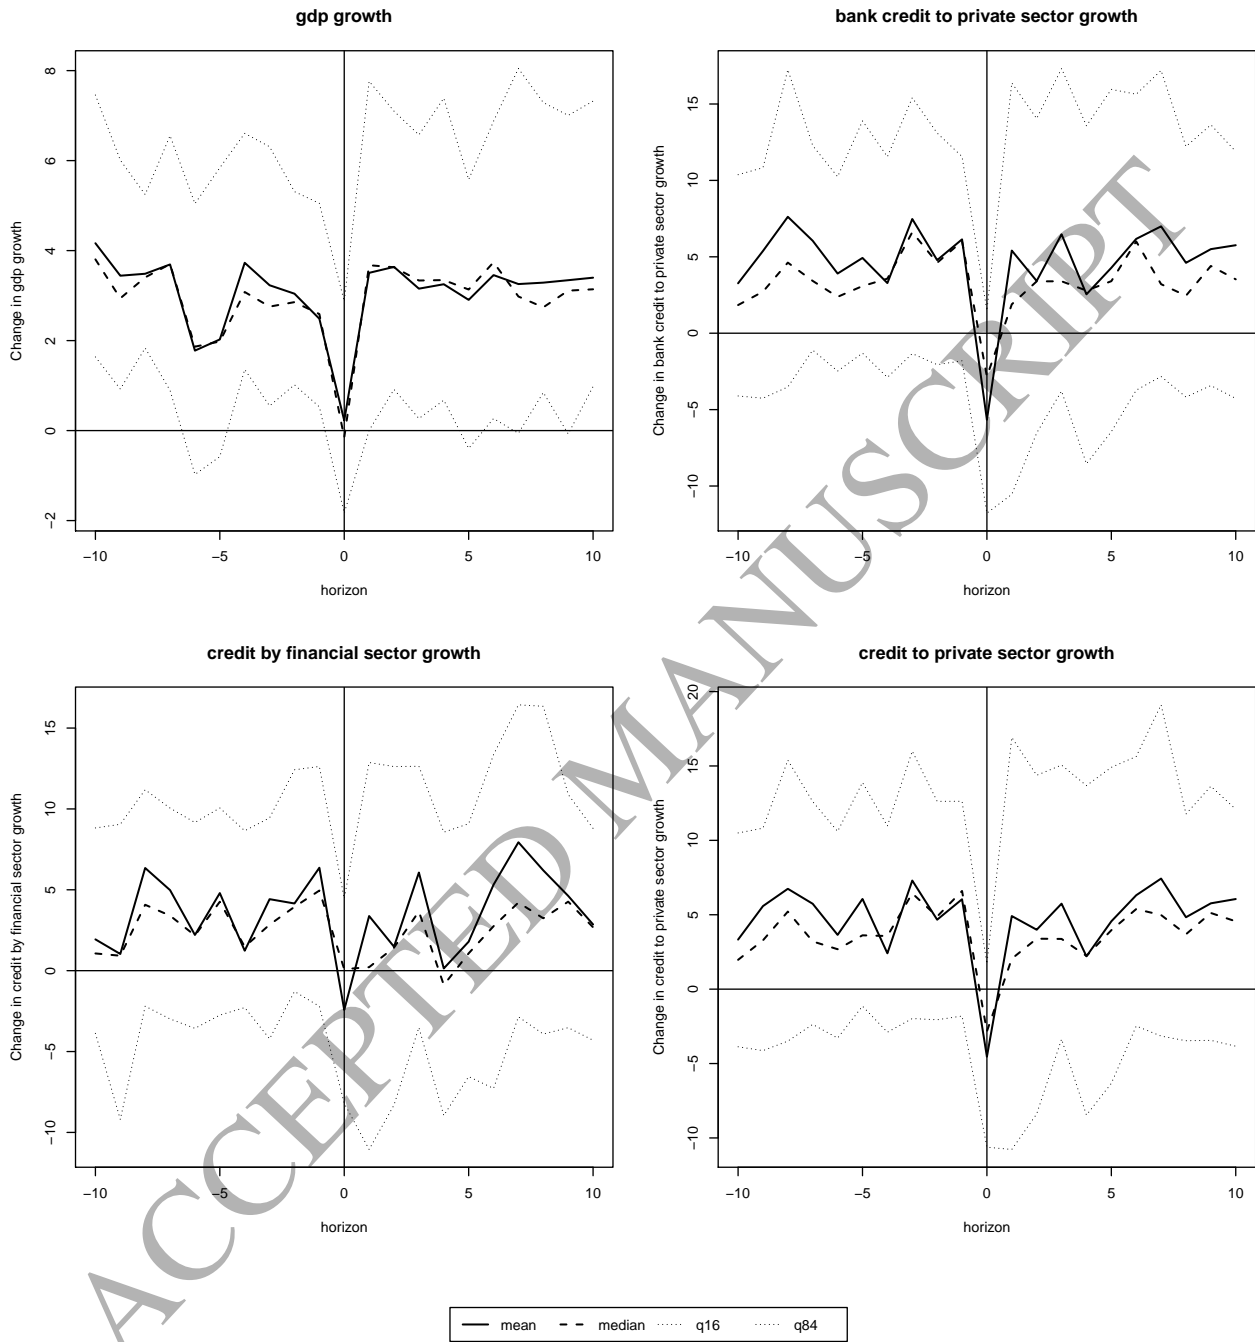 gdp growth
Change in gdp growth
8
6
4
2
0
−2
−10 −5 0 5 10
horizon
bank credit to private sector growth
Change in bank credit to private sector growth
15
10
5
0
−5
−10
−10 −5 0 5 10
horizon
credit by financial sector growth
Change in credit by financial sector growth
15
10
5
0
−5
−10
−10 −5 0 5 10
horizon
credit to private sector growth
Change in credit to private sector growth
20
15
10
5
0
−5
−10
−10 −5 0 5 10
horizon
mean median q16 q84
ACCEPTED MANUSCRIPT